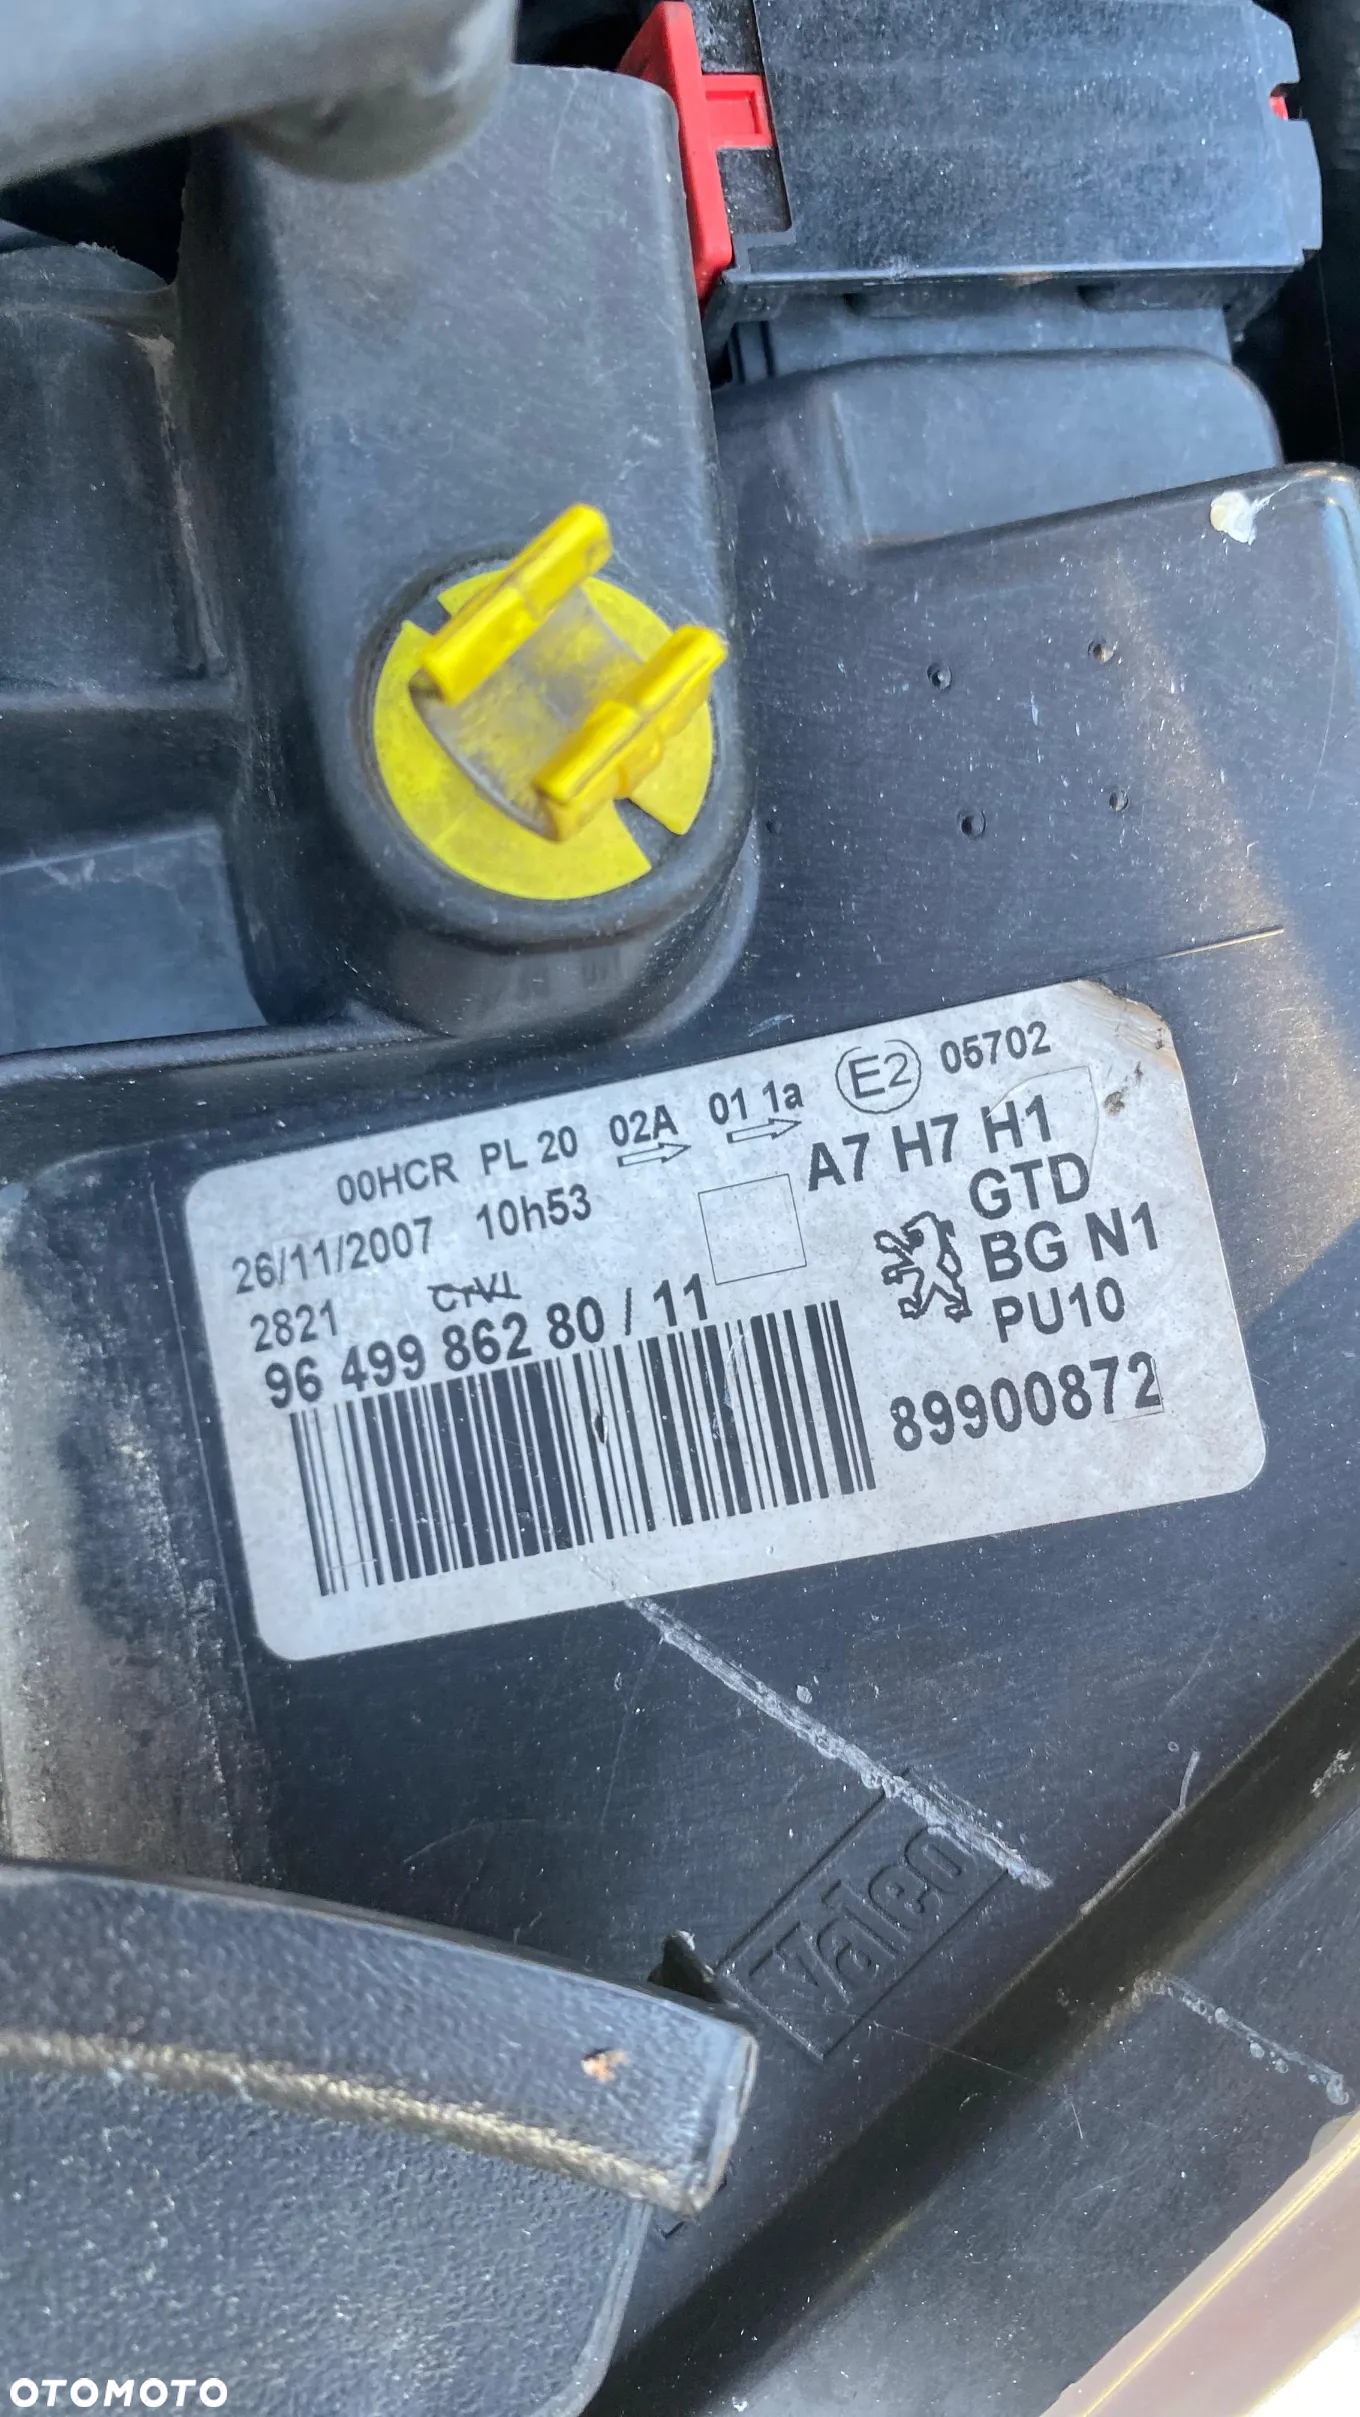 00HCR PL 20 02A 01 1a E2 05702
26/11/2007 10h53 A7 H7 H1
2821 GTD
96 499 862 80 / 11 BG N1
PU10
89900872
Valeo
OTOMOTO